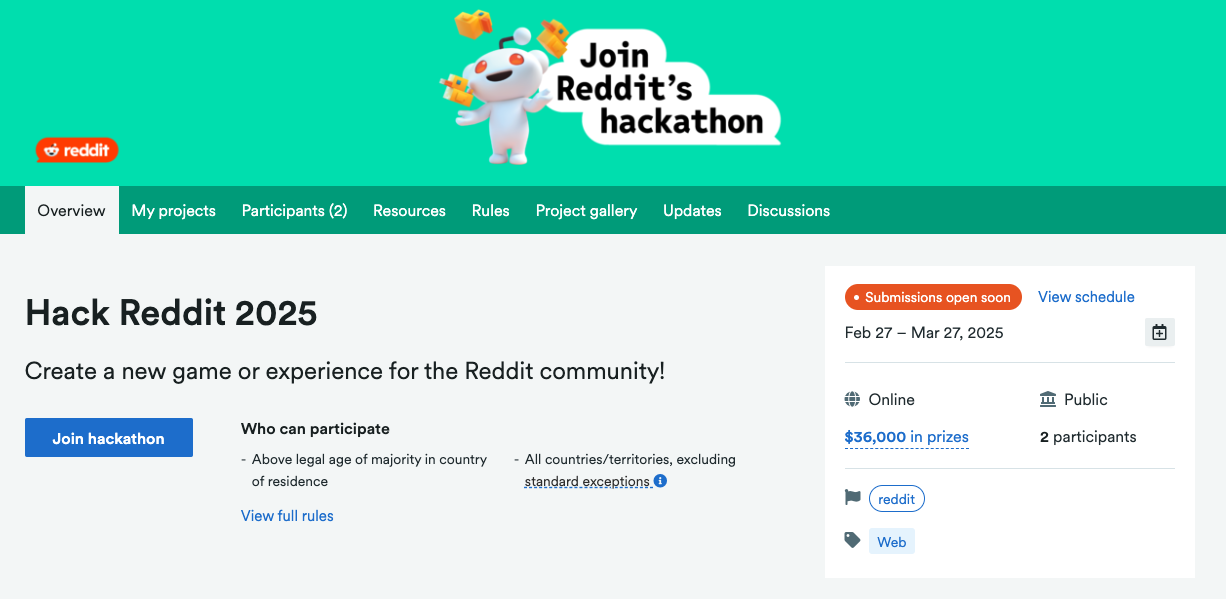 Join
Reddit's
hackathon
reddit
Overview My projects Participants (2) Resources Rules Project gallery Updates Discussions
Hack Reddit 2025
Create a new game or experience for the Reddit community!
Join hackathon
Who can participate
- Above legal age of majority in country
of residence
- All countries/territories, excluding
standard exceptions
View full rules
Submissions open soon View schedule
Feb 27 – Mar 27, 2025
Online Public
$36,000 in prizes 2 participants
reddit
Web